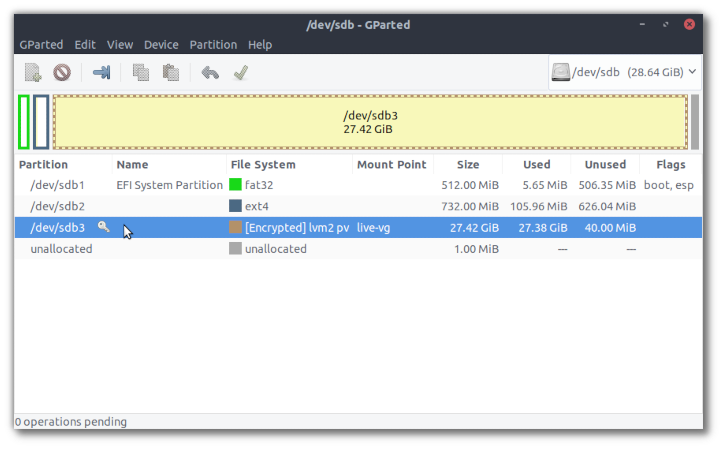 /dev/sdb - GParted
GParted Edit View Device Partition Help
/dev/sdb (28.64 GiB)
/dev/sdb3
27.42 GiB
Partition Name File System Mount Point Size Used Unused Flags
/dev/sdb1 EFI System Partition fat32 512.00 MiB 5.65 MiB 506.35 MiB boot, esp
/dev/sdb2 ext4 732.00 MiB 105.96 MiB 626.04 MiB
/dev/sdb3 [Encrypted] lvm2 pv live-vg 27.42 GiB 27.38 GiB 40.00 MiB
unallocated unallocated 1.00 MiB --- ---
0 operations pending